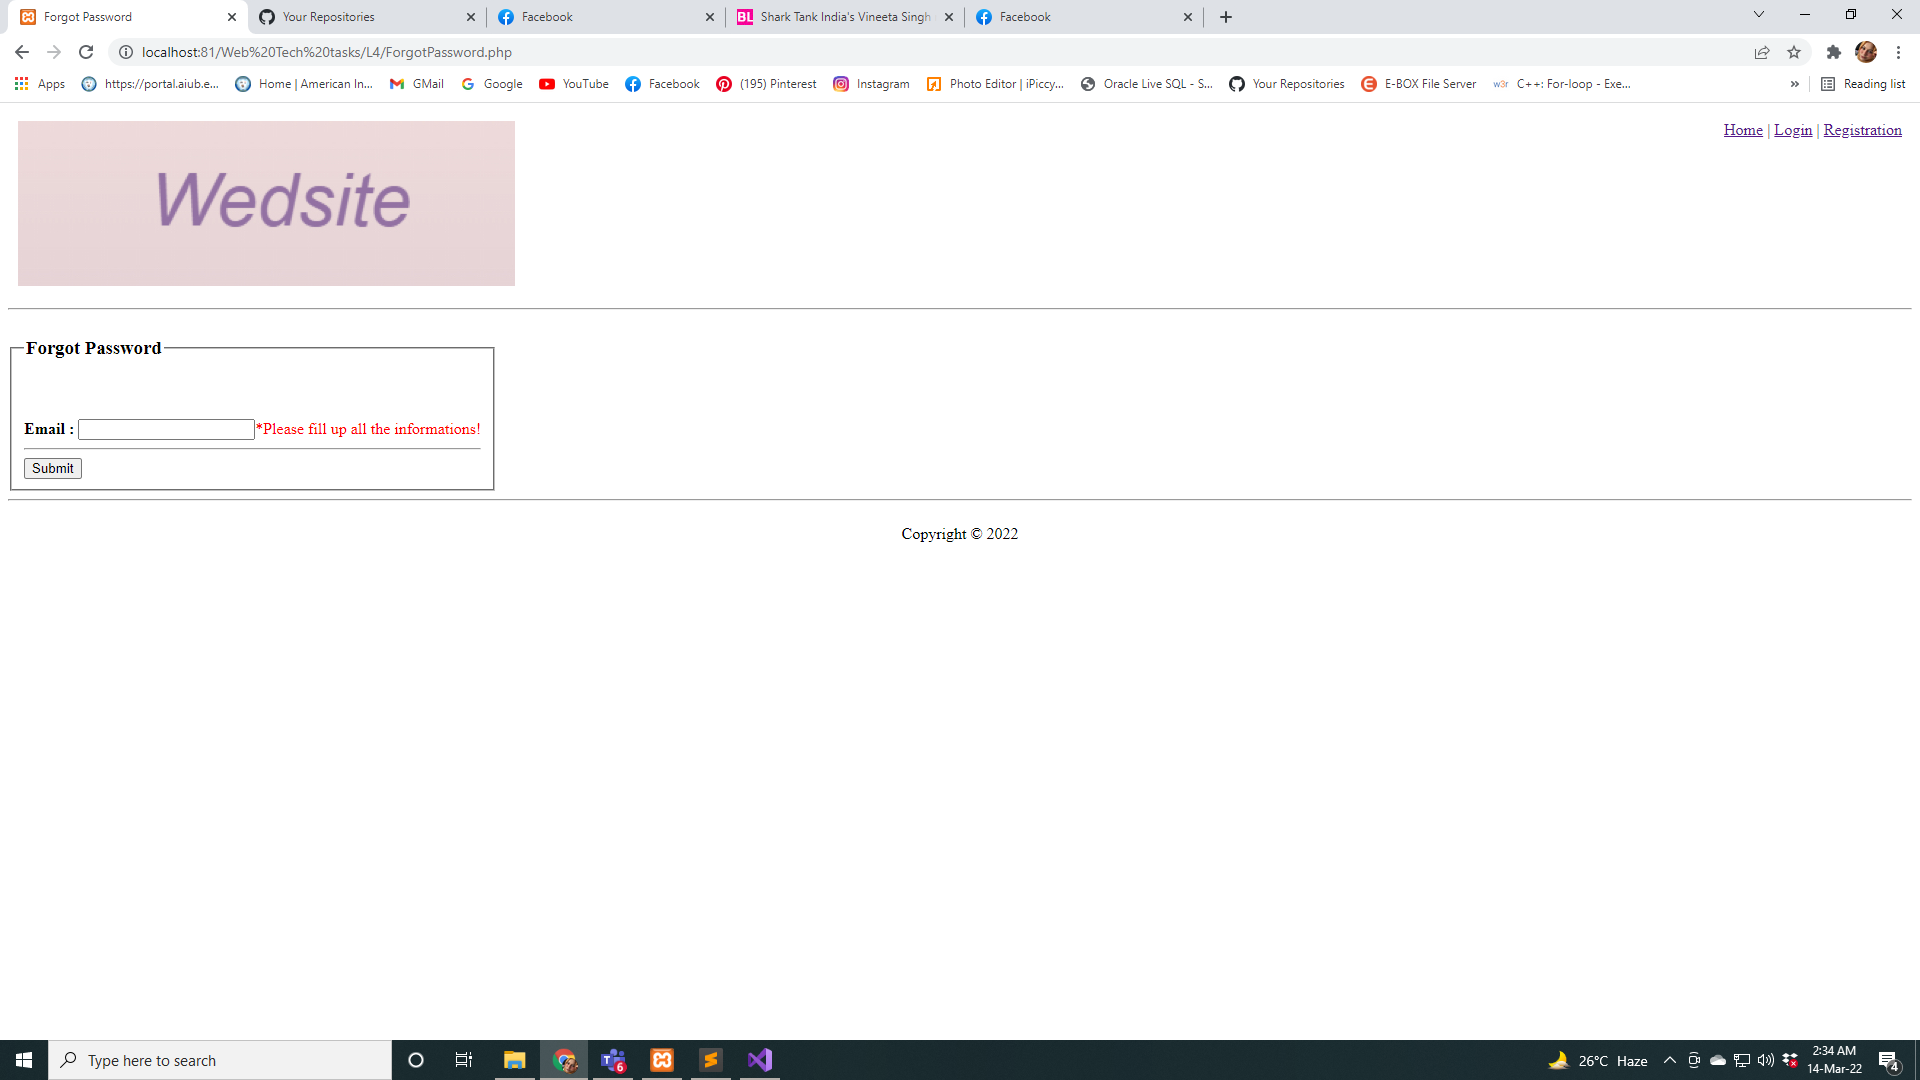 Forgot Password
Your Repositories
Facebook
Shark Tank India's Vineeta Singh
Facebook
localhost:81/Web%20Tech%20tasks/L4/ForgotPassword.php
Apps
https://portal.aiub.e...
Home | American In...
GMail
Google
YouTube
Facebook
(195) Pinterest
Instagram
Photo Editor | iPiccy...
Oracle Live SQL - S...
Your Repositories
E-BOX File Server
w3r C++: For-loop - Exe...
»
Reading list
Wedsite
Home | Login | Registration
Forgot Password
Email : *Please fill up all the informations!
Submit
Copyright © 2022
Type here to search
6
26°C Haze
2:34 AM
14-Mar-22
4